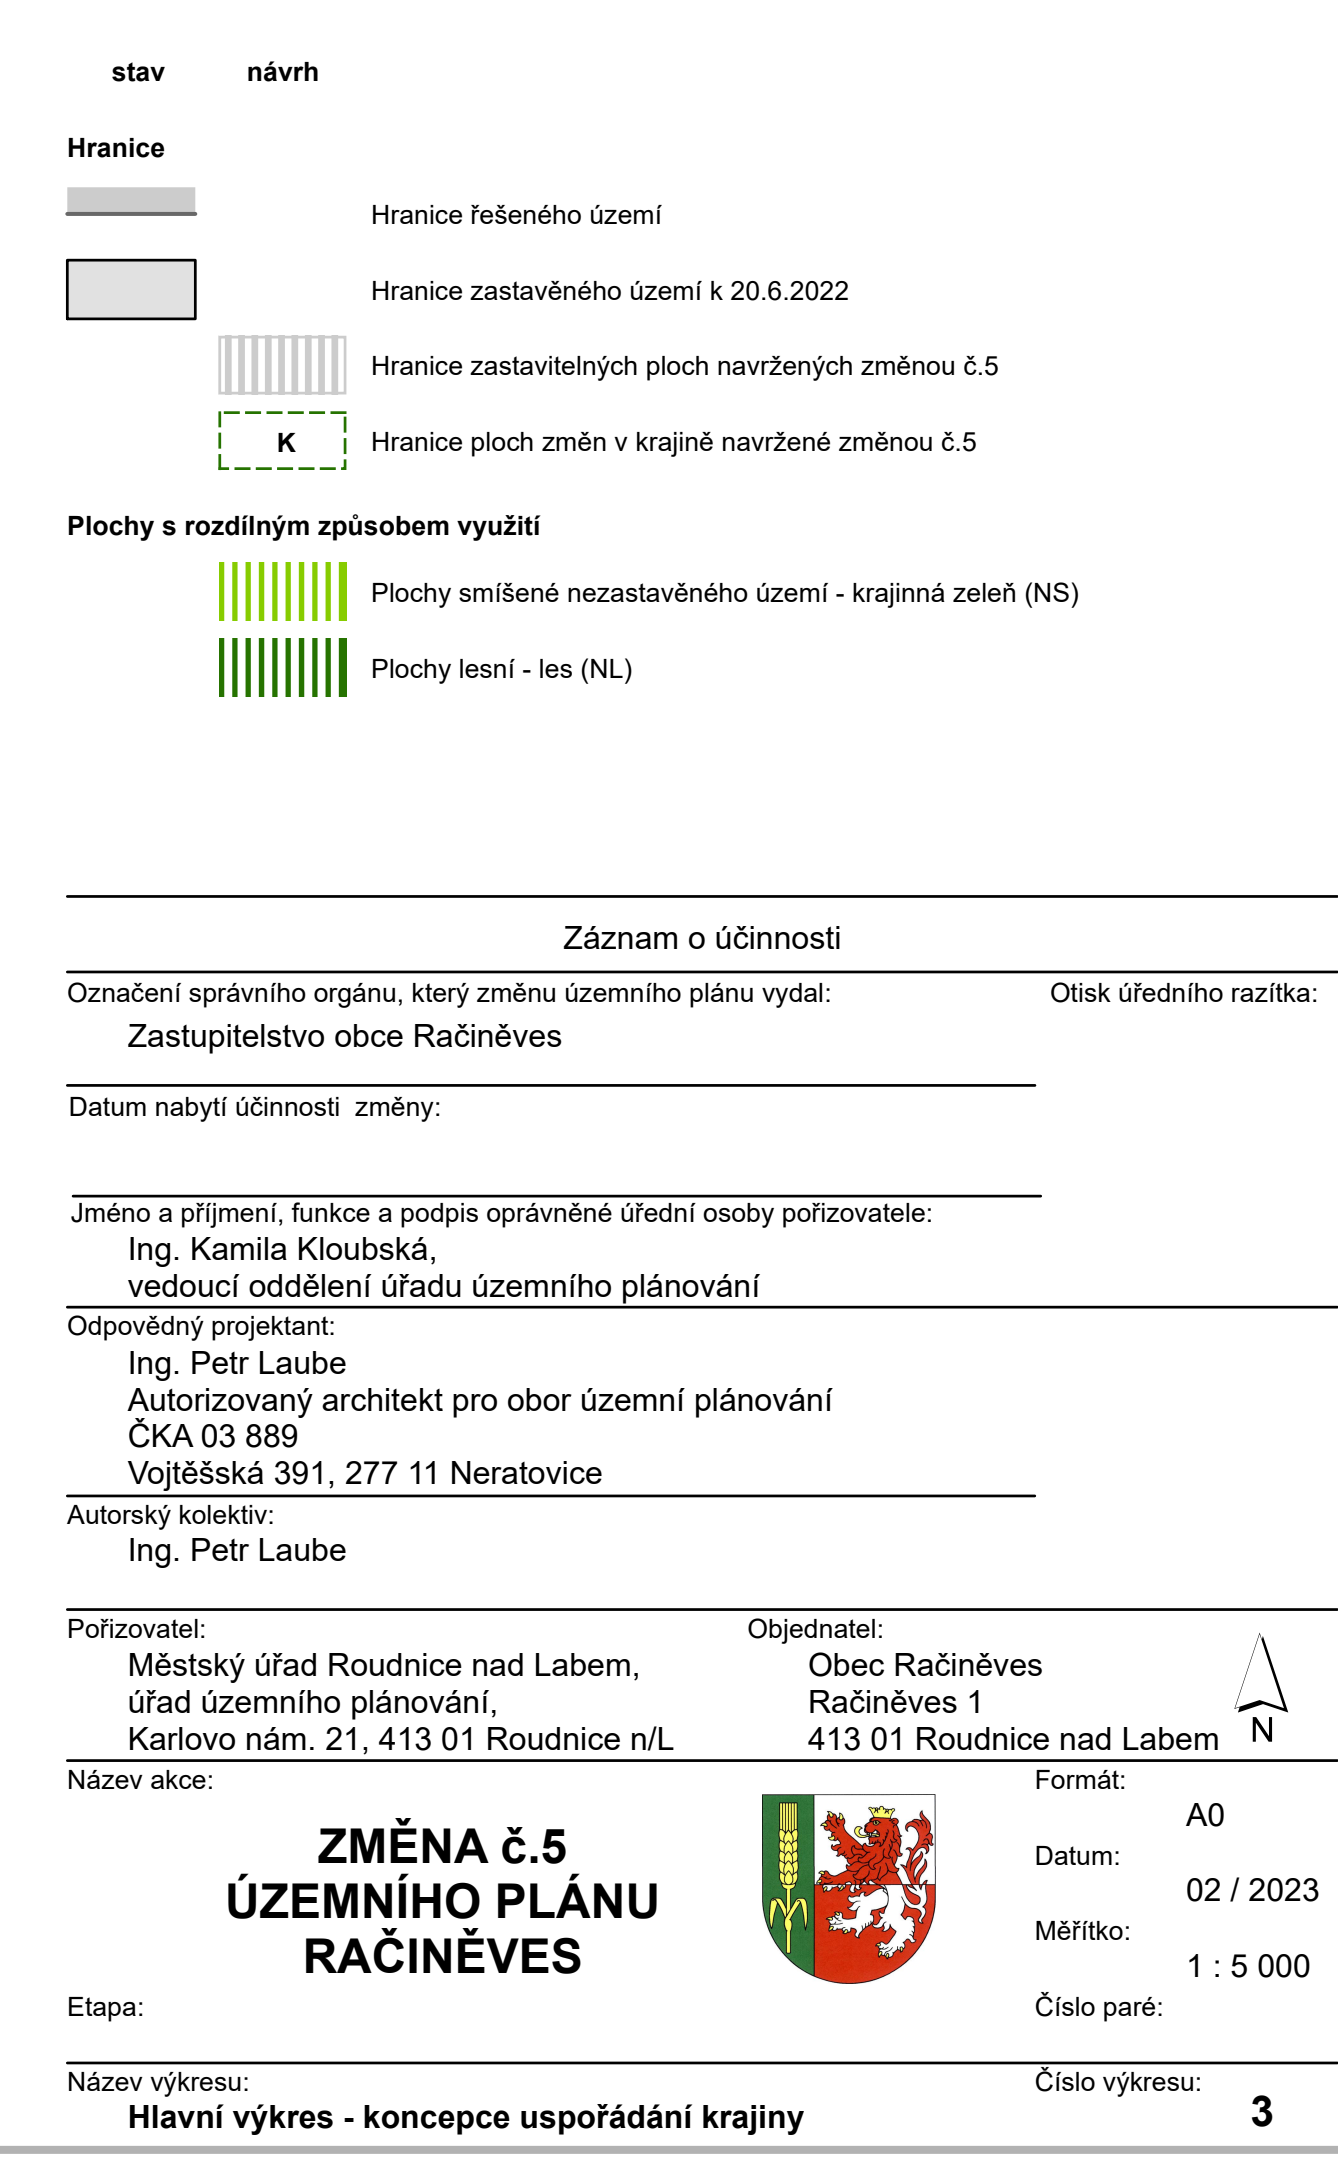 stav návrh
Hranice
Hranice řešeného území
Hranice zastavěného území k 20.6.2022
Hranice zastavitelných ploch navržených změnou č.5
K Hranice ploch změn v krajině navržené změnou č.5
Plochy s rozdílným způsobem využití
Plochy smíšené nezastavěného území - krajinná zeleň (NS)
Plochy lesní - les (NL)
Záznam o účinnosti
Označení správního orgánu, který změnu územního plánu vydal: Otisk úředního razítka:
Zastupitelstvo obce Račiněves
Datum nabytí účinnosti změny:
Jméno a příjmení, funkce a podpis oprávněné úřední osoby pořizovatele:
Ing. Kamila Kloubská,
vedoucí oddělení úřadu územního plánování
Odpovědný projektant:
Ing. Petr Laube
Autorizovaný architekt pro obor územní plánování
ČKA 03 889
Vojtěšská 391, 277 11 Neratovice
Autorský kolektiv:
Ing. Petr Laube
Pořizovatel:
Městský úřad Roudnice nad Labem,
úřad územního plánování,
Karlovo nám. 21, 413 01 Roudnice n/L
Objednatel:
Obec Račiněves
Račiněves 1
413 01 Roudnice nad Labem
N
Název akce:
ZMĚNA č.5
ÚZEMNÍHO PLÁNU
RAČINĚVES
Etapa:
Formát:
A0
Datum:
02 / 2023
Měřítko:
1 : 5 000
Číslo paré:
Název výkresu:
Hlavní výkres - koncepce uspořádání krajiny
Číslo výkresu:
3